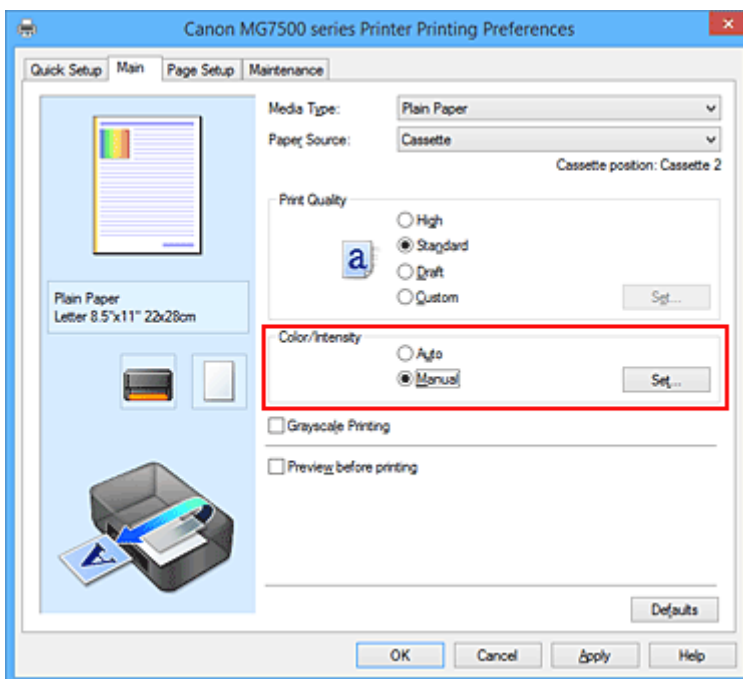 Canon MG7500 series Printer Printing Preferences
Quick Setup Main Page Setup Maintenance
Media Type: Plain Paper
Paper Source: Cassette
Cassette position: Cassette 2
Print Quality
High
a Standard
Draft
Custom Set...
Plain Paper
Letter 8.5"x11" 22x28cm
Color/Intensity
Auto
Manual Set...
Grayscale Printing
Preview before printing
A
Defaults
OK Cancel Apply Help